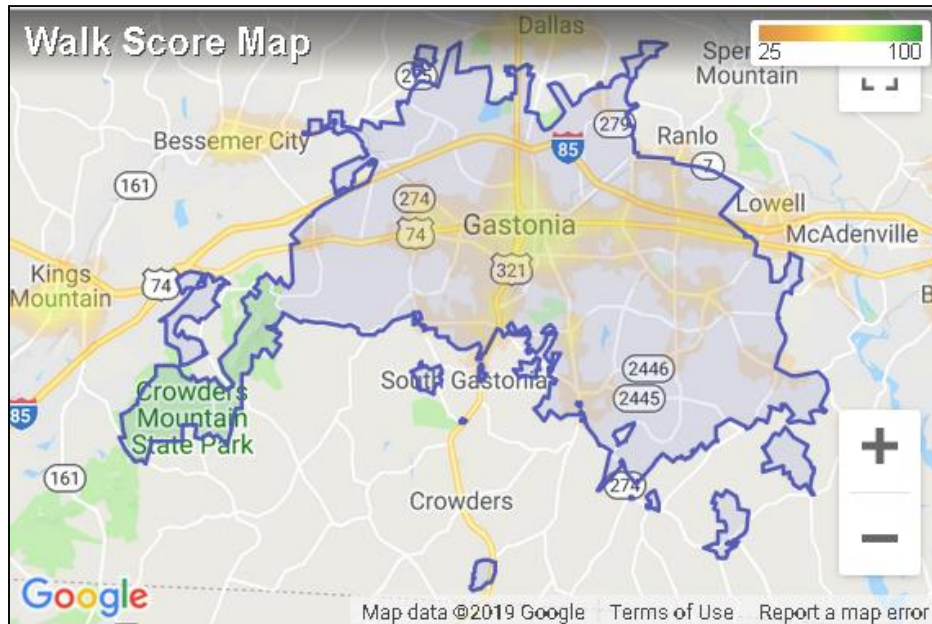 Walk Score Map
25
100
Dallas
Spen
Mountain
275
279
Bessemer City
Ranlo
85
7
161
274
Lowell
74
Gastonia
McAdenville
321
Kings
Mountain
74
B
2446
South Gastonia
2445
Crowders
Mountain
State Park
85
161
274
Crowders
Google
Map data ©2019 Google
Terms of Use
Report a map error